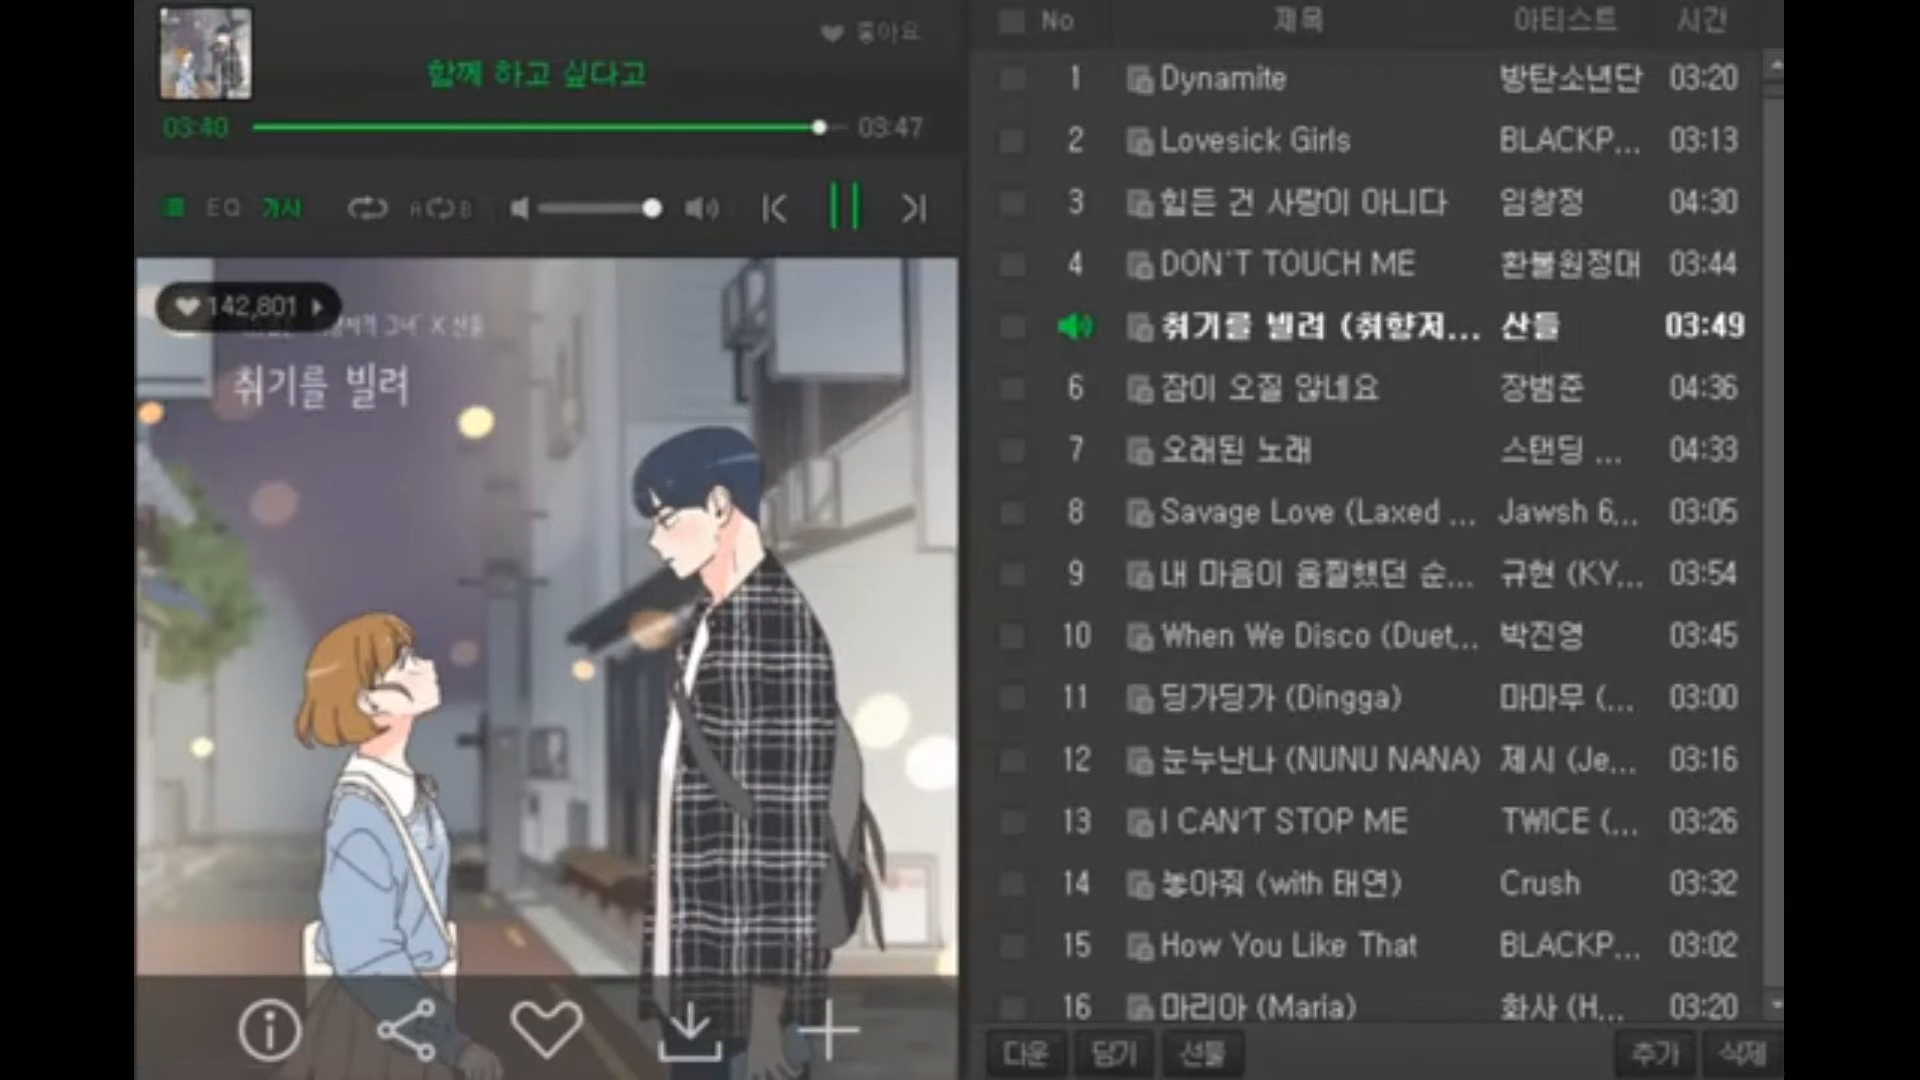 좋아요
함께 하고 싶다고
03:40 03:47
EQ 가사 A B
142,801
X 산들
취기를 빌려
No 제목 아티스트 시간
1 Dynamite 방탄소년단 03:20
2 Lovesick Girls BLACKP... 03:13
3 힘든 건 사랑이 아니다 임창정 04:30
4 DON'T TOUCH ME 환불원정대 03:44
취기를 빌려 (취향저... 산들 03:49
6 잠이 오질 않네요 장범준 04:36
7 오래된 노래 스탠딩 ... 04:33
8 Savage Love (Laxed ... Jawsh 6... 03:05
9 내 마음이 움찔했던 순... 규현 (KY... 03:54
10 When We Disco (Duet... 박진영 03:45
11 딩가딩가 (Dingga) 마마무 (... 03:00
12 눈누난나 (NUNU NANA) 제시 (Je... 03:16
13 I CAN'T STOP ME TWICE (... 03:26
14 놓아줘 (with 태연) Crush 03:32
15 How You Like That BLACKP... 03:02
16 마리아 (Maria) 화사 (H... 03:20
다운 담기 선물 추가 삭제